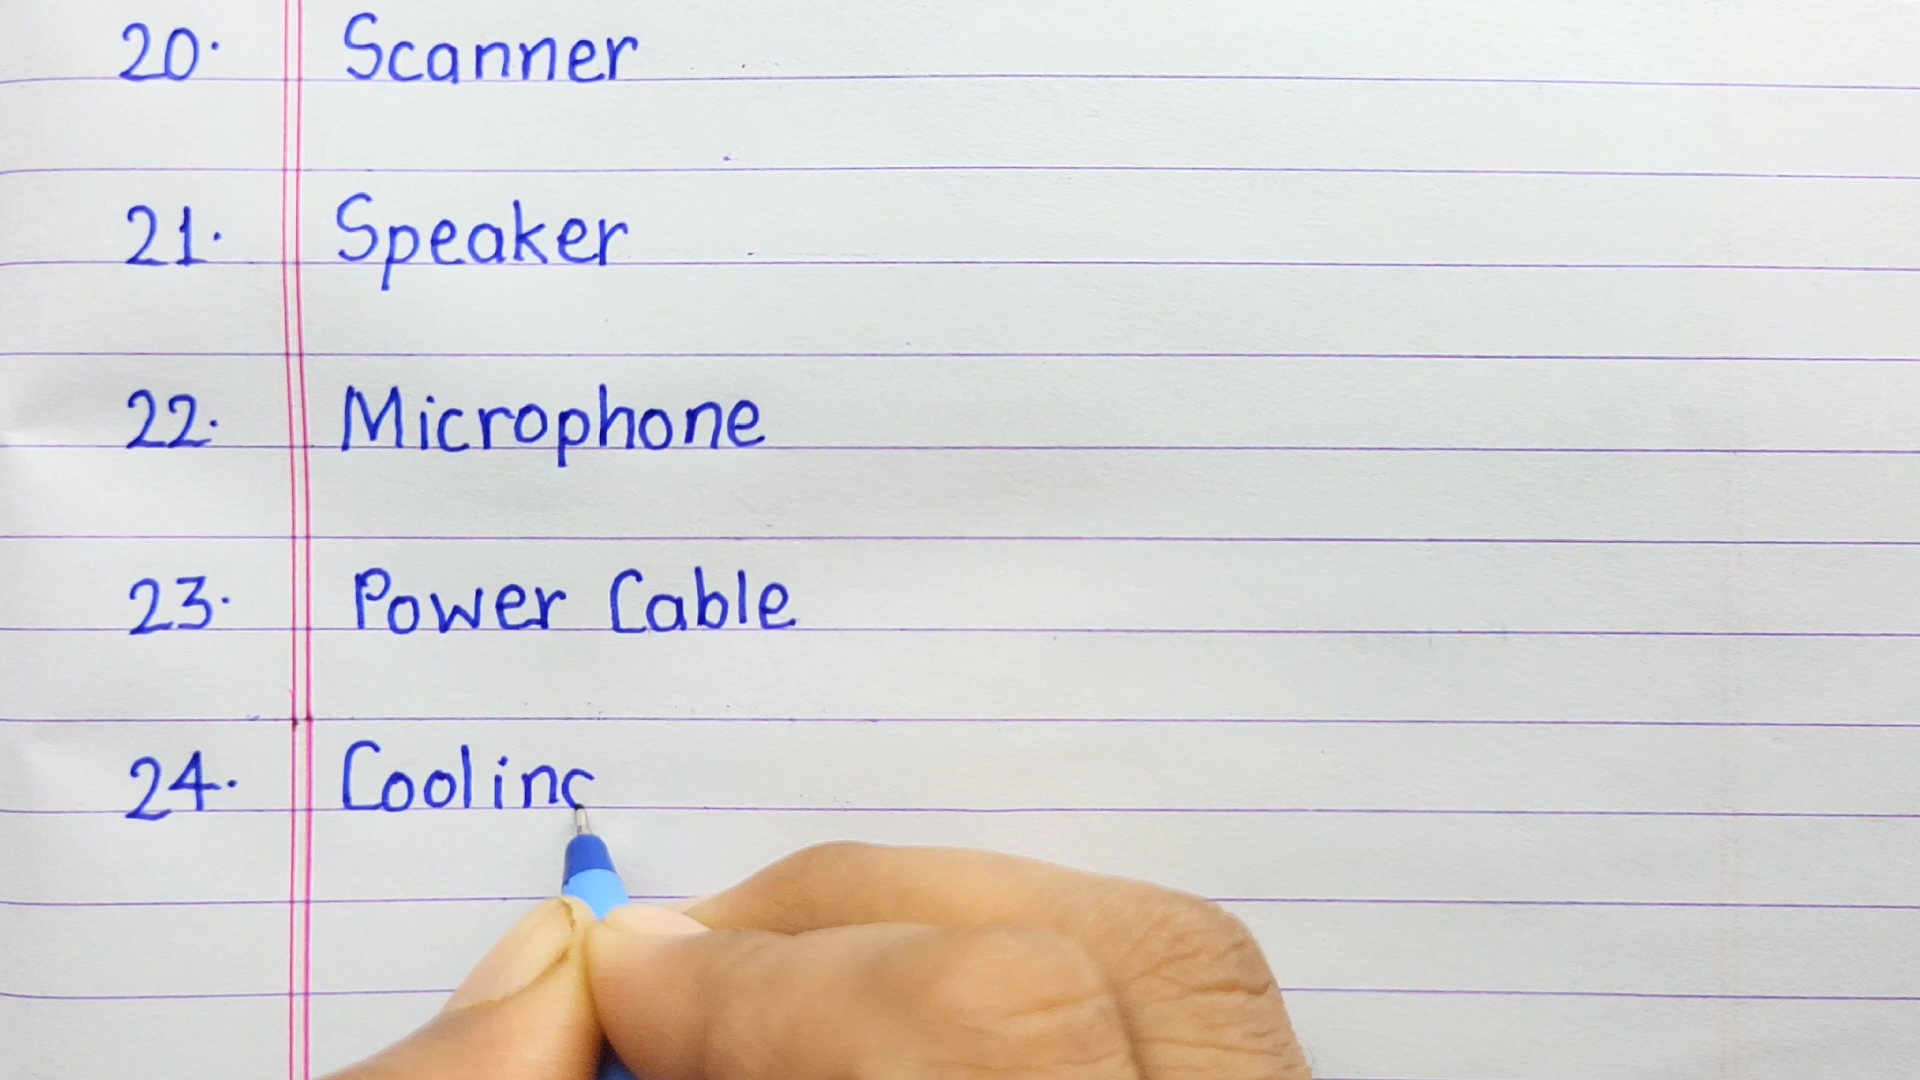 20. Scanner
21. Speaker
22. Microphone
23. Power Cable
24. Coolinc